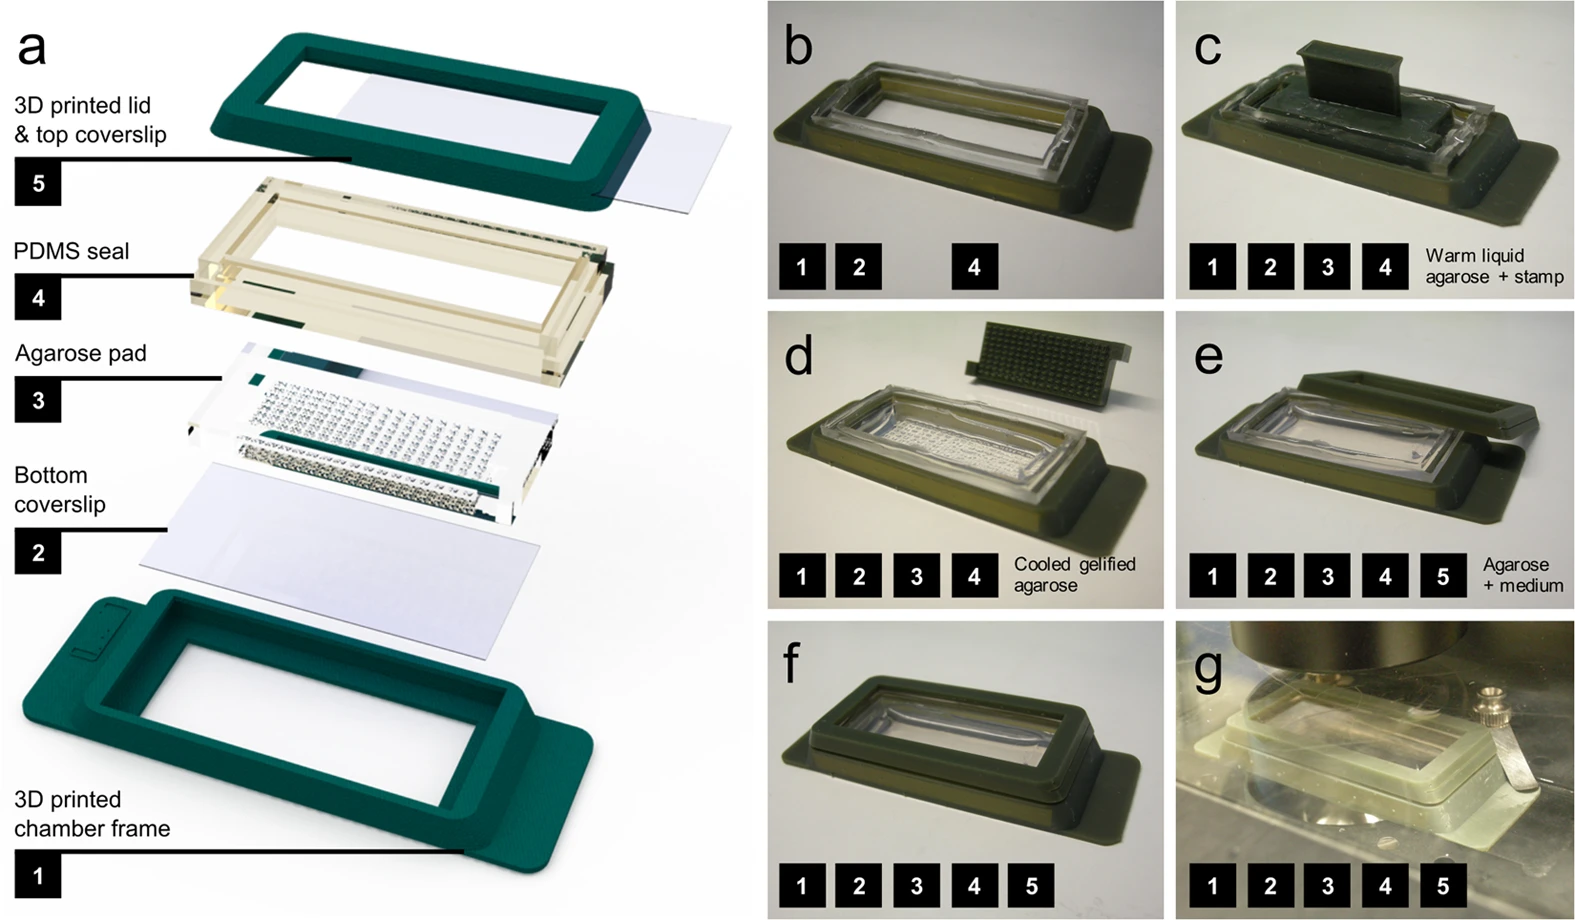 a
3D printed lid
& top coverslip
5
PDMS seal
4
Agarose pad
3
Bottom
coverslip
2
3D printed
chamber frame
1
b
1 2 4
c
1 2 3 4
Warm liquid
agarose + stamp
d
1 2 3 4
Cooled gelified
agarose
e
1 2 3 4 5
Agarose
+ medium
f
1 2 3 4 5
g
1 2 3 4 5